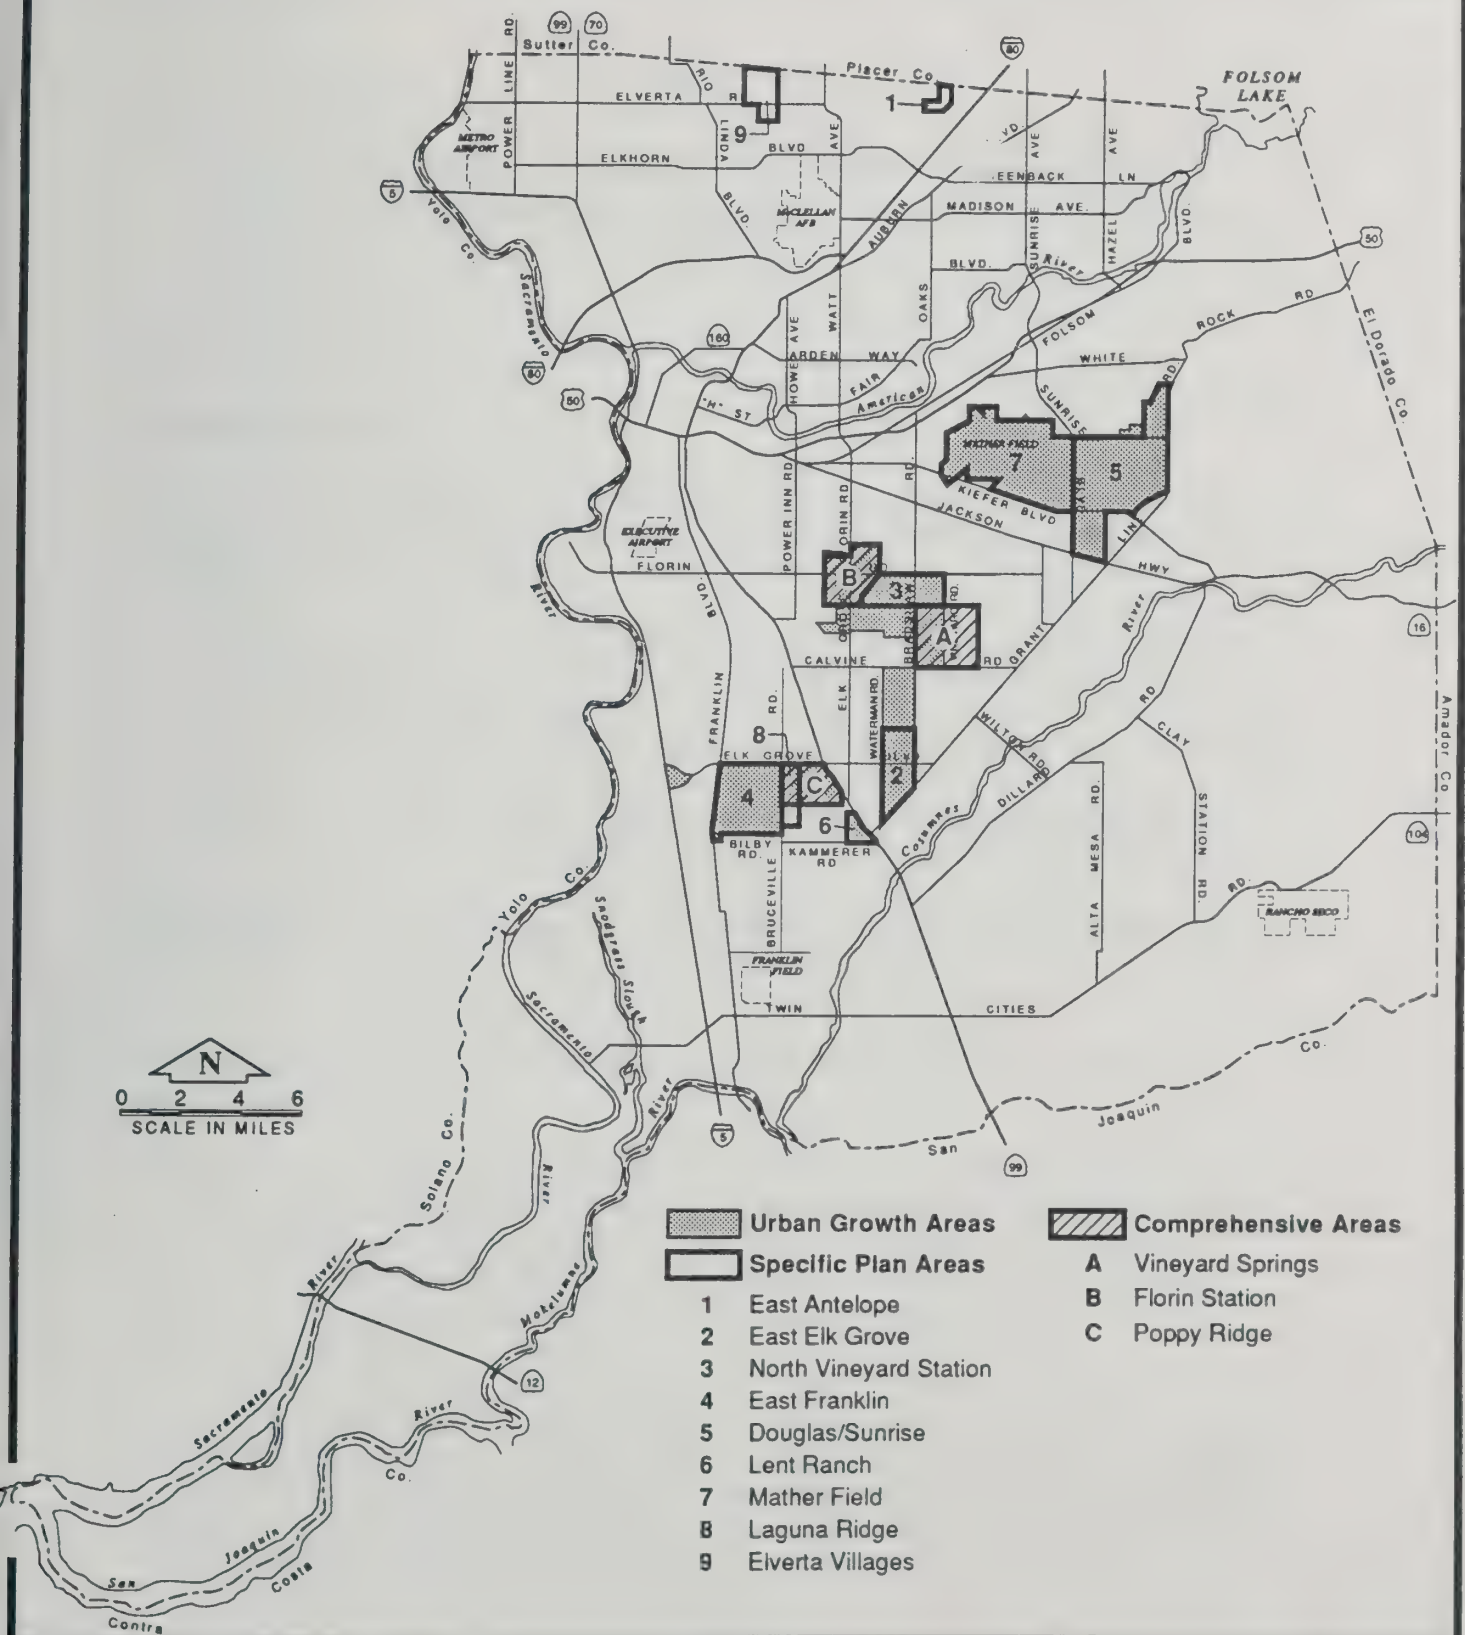 99 70
Sutter Co.
80
Placer Co
FOLSOM
LAKE
POWER LINE RD.
RIO
LINDA
BLVD.
ELVERTA R
1
9
METRO
AIRPORT
ELKHORN BLVD
AVE
AVE
AVE
VD
EENBACK LN
5
MADISON AVE.
MACLELLAN
AFB
AUBURN
SUNRISE
HAZEL
BLVD.
50
Yolo Co.
BLVD.
River
Sacramento
WATT
OAKS
HOWE AVE
FOLSOM
ROCK RD
El Dorado Co.
160
ARDEN WAY
WHITE
RD.
80
50
FAIR
American
"H" ST
SUNRISE
MATHER FIELD
7
5
RD.
POWER INN RD
ORIN RD
KIEFER BLVD
JACKSON
LINE
HWY
EXECUTIVE
AIRPORT
FLORIN
B
3
RD.
River
BLVD.
BRADSHAW
A
River
16
CALVINE RD
GRANT
FRANKLIN
RD.
ELK
WATERMAN RD.
WILTON RD.
RD
CLAY
Amador Co
8
ELK GROVE
2
4
C
DILLARD
6
BILBY
RD.
KAMMERER
RD
Cosumnes
ALTA MESA RD.
STATION RD.
104
Yolo Co.
Snodgrass Slough
BRUCEVILLE
RD.
RANCHO SECO
FRANKLIN
FIELD
TWIN CITIES
Sacramento
N
0 2 4 6
SCALE IN MILES
Co.
River
Joaquin
5
San
99
Solano Co.
River
Urban Growth Areas
Specific Plan Areas
1 East Antelope
2 East Elk Grove
3 North Vineyard Station
4 East Franklin
5 Douglas/Sunrise
6 Lent Ranch
7 Mather Field
8 Laguna Ridge
9 Elverta Villages
Comprehensive Areas
A Vineyard Springs
B Florin Station
C Poppy Ridge
River
Mokelumne
12
Sacramento
River
Co.
Joaquin
San
Costa
Contra